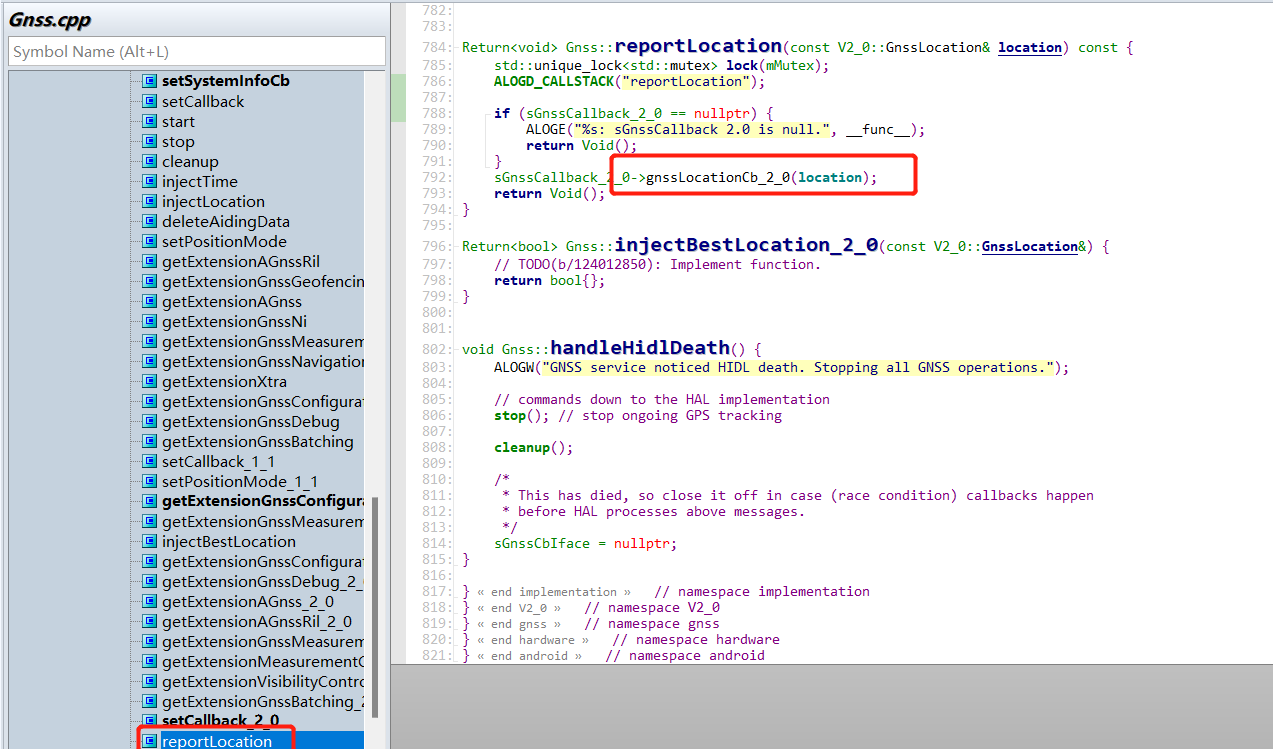 Gnss.cpp
Symbol Name (Alt+L)
setSystemInfoCb
setCallback
start
stop
cleanup
injectTime
injectLocation
deleteAidingData
setPositionMode
getExtensionAGnssRil
getExtensionGnssGeofencin
getExtensionAGnss
getExtensionGnssNi
getExtensionGnssMeasurem
getExtensionGnssNavigation
getExtensionXtra
getExtensionGnssConfigurat
getExtensionGnssDebug
getExtensionGnssBatching
setCallback_1_1
setPositionMode_1_1
getExtensionGnssConfigura
getExtensionGnssMeasurem
injectBestLocation
getExtensionGnssConfigurat
getExtensionGnssDebug_2_0
getExtensionAGnss_2_0
getExtensionAGnssRil_2_0
getExtensionGnssMeasurem
getExtensionMeasurementC
getExtensionVisibilityContro
getExtensionGnssBatching_2
setCallback_2_0
reportLocation
782:
783:
784: Return<void> Gnss::reportLocation(const V2_0::GnssLocation& location) const {
785: std::unique_lock<std::mutex> lock(mMutex);
786: ALOGD_CALLSTACK("reportLocation");
787:
788: if (sGnssCallback_2_0 == nullptr) {
789: ALOGE("%s: sGnssCallback 2.0 is null.", __func__);
790: return Void();
791: }
792: sGnssCallback_2_0->gnssLocationCb_2_0(location);
793: return Void();
794: }
795:
796: Return<bool> Gnss::injectBestLocation_2_0(const V2_0::GnssLocation&) {
797: // TODO(b/124012850): Implement function.
798: return bool{};
799: }
800:
801:
802: void Gnss::handleHidlDeath() {
803: ALOGW("GNSS service noticed HIDL death. Stopping all GNSS operations.");
804:
805: // commands down to the HAL implementation
806: stop(); // stop ongoing GPS tracking
807:
808: cleanup();
809:
810: /*
811: * This has died, so close it off in case (race condition) callbacks happen
812: * before HAL processes above messages.
813: */
814: sGnssCbIface = nullptr;
815: }
816:
817: } « end implementation » // namespace implementation
818: } « end V2_0 » // namespace V2_0
819: } « end gnss » // namespace gnss
820: } « end hardware » // namespace hardware
821: } « end android » // namespace android